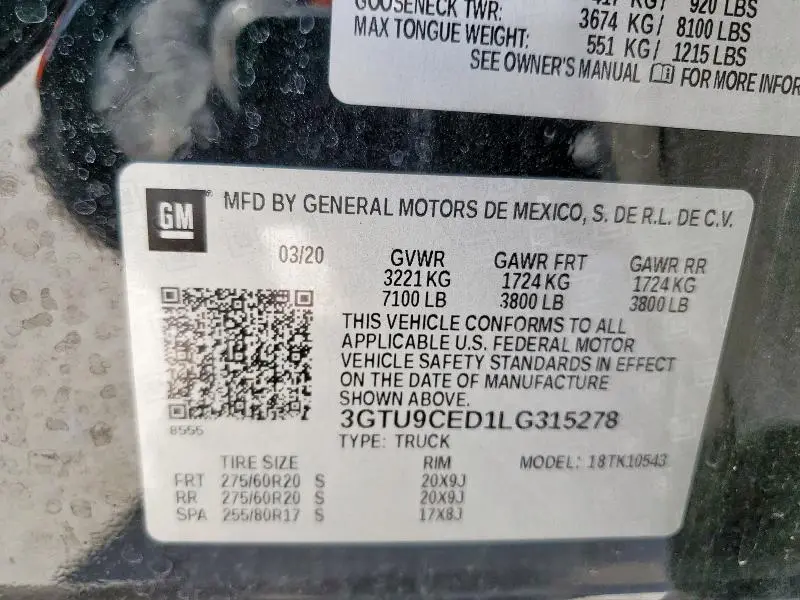 GOOSENECK TWR: 920 LBS
3674 KG/ 8100 LBS
MAX TONGUE WEIGHT: 551 KG/ 1215 LBS
SEE OWNER'S MANUAL FOR MORE INFOR
GM
MFD BY GENERAL MOTORS DE MEXICO, S. DE R.L. DE C.V.
03/20 GVWR GAWR FRT GAWR RR
3221 KG 1724 KG 1724 KG
7100 LB 3800 LB 3800 LB
THIS VEHICLE CONFORMS TO ALL
APPLICABLE U.S. FEDERAL MOTOR
VEHICLE SAFETY STANDARDS IN EFFECT
ON THE DATE OF MANUFACTURE
SHOWN ABOVE.
3GTU9CED1LG315278
8555
TYPE: TRUCK
TIRE SIZE RIM MODEL: 18TK10543
FRT 275/60R20 S 20X9J
RR 275/60R20 S 20X9J
SPA 255/80R17 S 17X8J